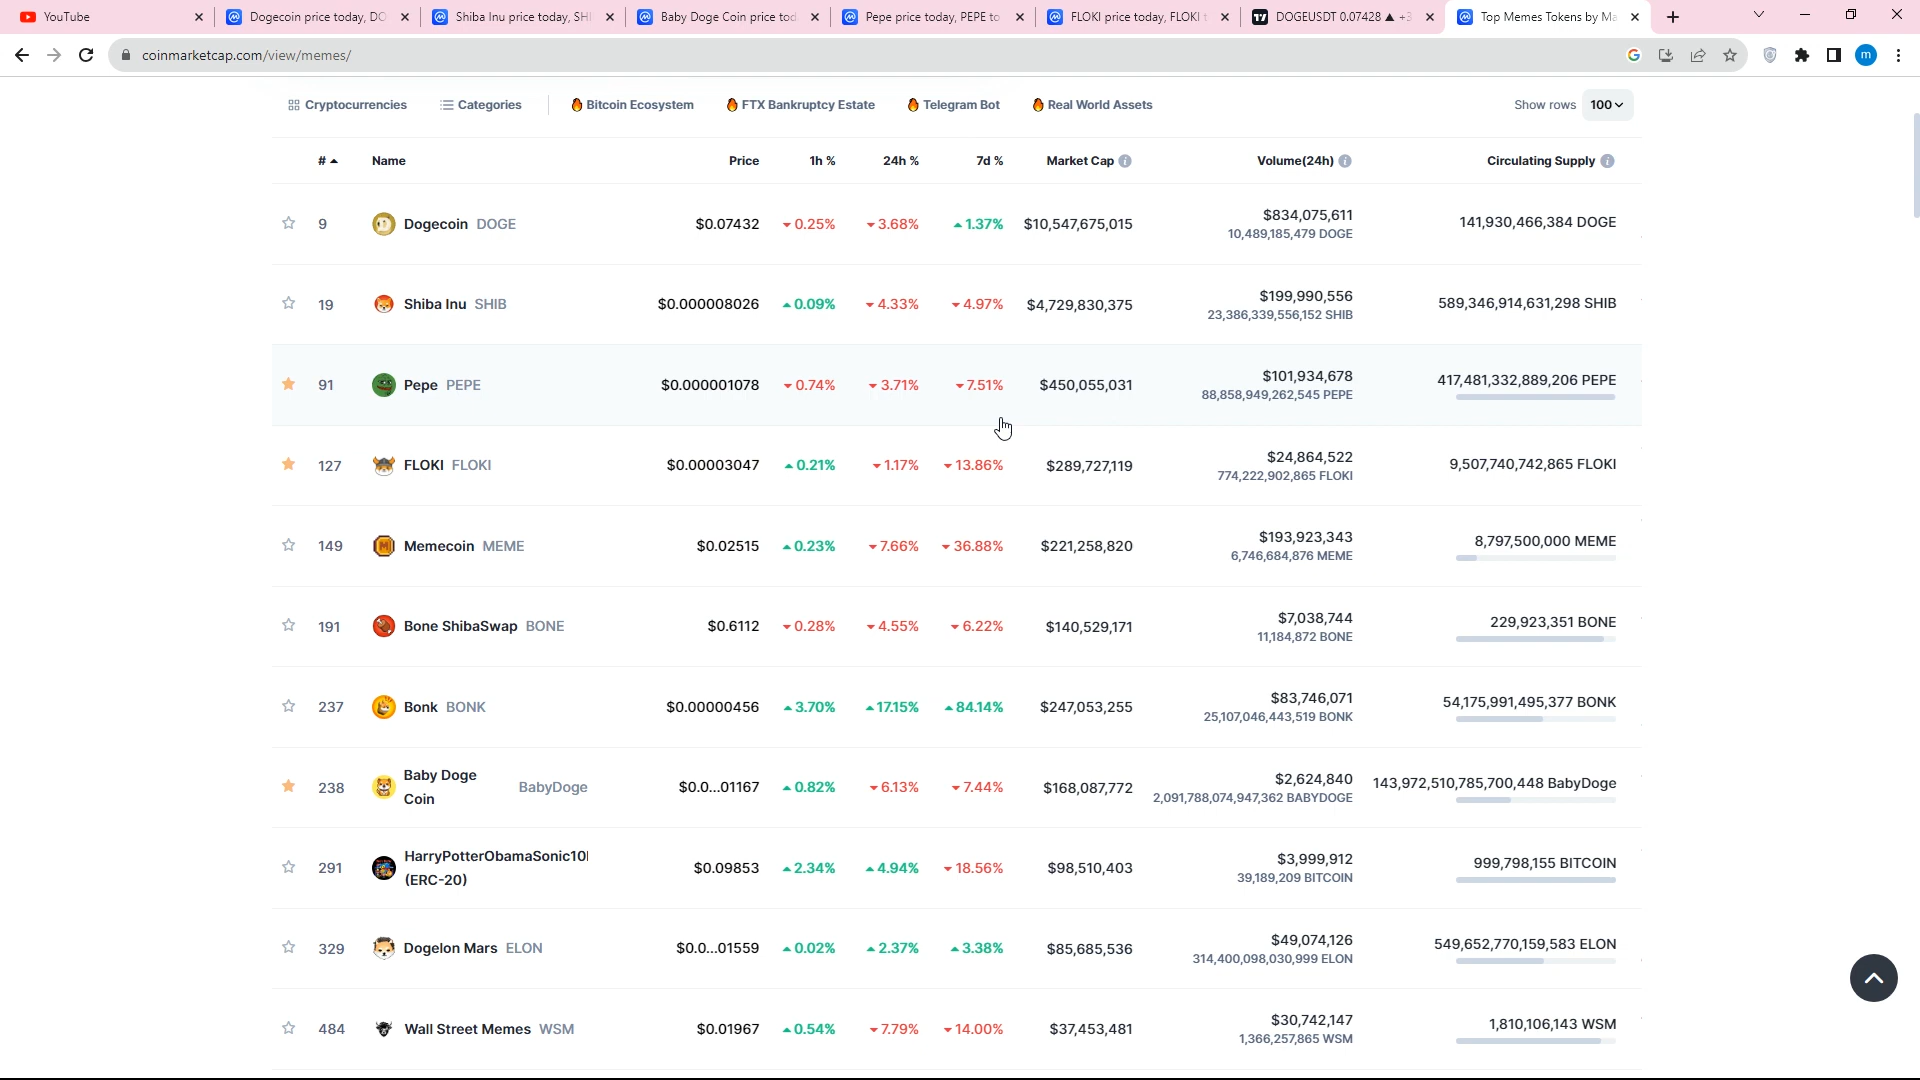 YouTube
Dogecoin price today, DO
Shiba Inu price today, SHI
Baby Doge Coin price tod
Pepe price today, PEPE to
FLOKI price today, FLOKI t
DOGEUSDT 0.07428 ▲ +3
Top Memes Tokens by Ma
coinmarketcap.com/view/memes/
m
Cryptocurrencies Categories Bitcoin Ecosystem FTX Bankruptcy Estate Telegram Bot Real World Assets Show rows 100
# Name Price 1h % 24h % 7d % Market Cap Volume(24h) Circulating Supply
9 Dogecoin DOGE $0.07432 0.25% 3.68% 1.37% $10,547,675,015 $834,075,611 141,930,466,384 DOGE
10,489,185,479 DOGE
19 Shiba Inu SHIB $0.000008026 0.09% 4.33% 4.97% $4,729,830,375 $199,990,556 589,346,914,631,298 SHIB
23,386,339,556,152 SHIB
91 Pepe PEPE $0.000001078 0.74% 3.71% 7.51% $450,055,031 $101,934,678 417,481,332,889,206 PEPE
88,858,949,262,545 PEPE
127 FLOKI FLOKI $0.00003047 0.21% 1.17% 13.86% $289,727,119 $24,864,522 9,507,740,742,865 FLOKI
774,222,902,865 FLOKI
149 Memecoin MEME $0.02515 0.23% 7.66% 36.88% $221,258,820 $193,923,343 8,797,500,000 MEME
6,746,684,876 MEME
191 Bone ShibaSwap BONE $0.6112 0.28% 4.55% 6.22% $140,529,171 $7,038,744 229,923,351 BONE
11,184,872 BONE
237 Bonk BONK $0.00000456 3.70% 17.15% 84.14% $247,053,255 $83,746,071 54,175,991,495,377 BONK
25,107,046,443,519 BONK
238 Baby Doge Coin BabyDoge $0.0...01167 0.82% 6.13% 7.44% $168,087,772 $2,624,840 143,972,510,785,700,448 BabyDoge
2,091,788,074,947,362 BABYDOGE
291 HarryPotterObamaSonic10I (ERC-20) $0.09853 2.34% 4.94% 18.56% $98,510,403 $3,999,912 999,798,155 BITCOIN
39,189,209 BITCOIN
329 Dogelon Mars ELON $0.0...01559 0.02% 2.37% 3.38% $85,685,536 $49,074,126 549,652,770,159,583 ELON
314,400,098,030,999 ELON
484 Wall Street Memes WSM $0.01967 0.54% 7.79% 14.00% $37,453,481 $30,742,147 1,810,106,143 WSM
1,366,257,865 WSM